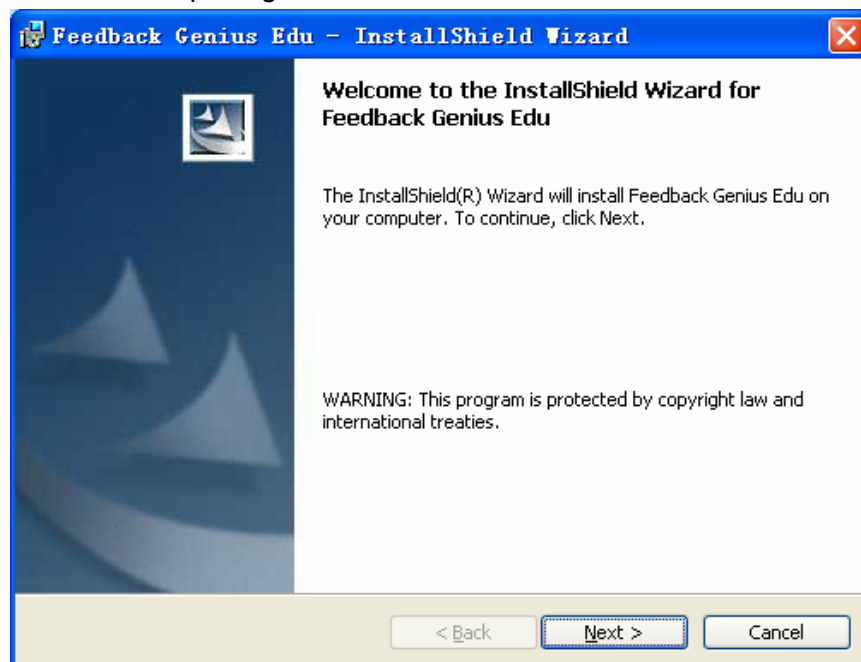 Feedback Genius Edu - InstallShield Wizard
Welcome to the InstallShield Wizard for
Feedback Genius Edu
The InstallShield(R) Wizard will install Feedback Genius Edu on
your computer. To continue, click Next.
WARNING: This program is protected by copyright law and
international treaties.
< Back
Next >
Cancel